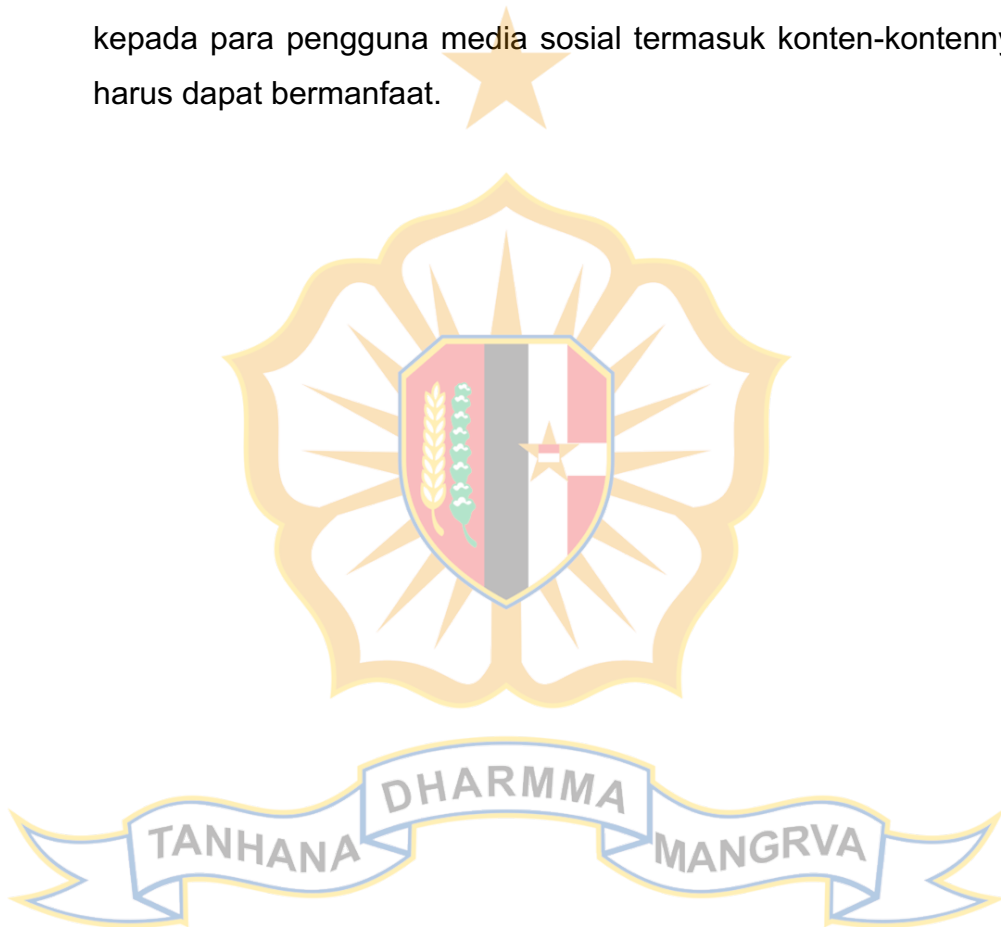 kepada para pengguna media sosial termasuk konten-kontenny
harus dapat bermanfaat.
TANHANA DHARMMA MANGRVA